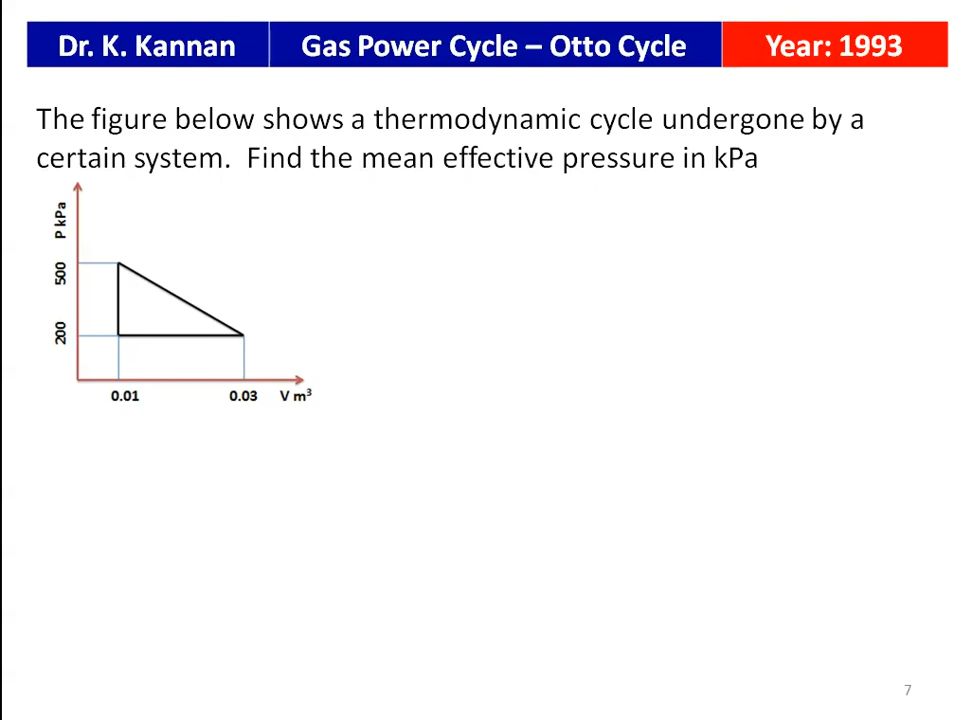 Dr. K. Kannan
Gas Power Cycle – Otto Cycle
Year: 1993
The figure below shows a thermodynamic cycle undergone by a
certain system. Find the mean effective pressure in kPa
P kPa
500
200
0.01
0.03
V m³
7